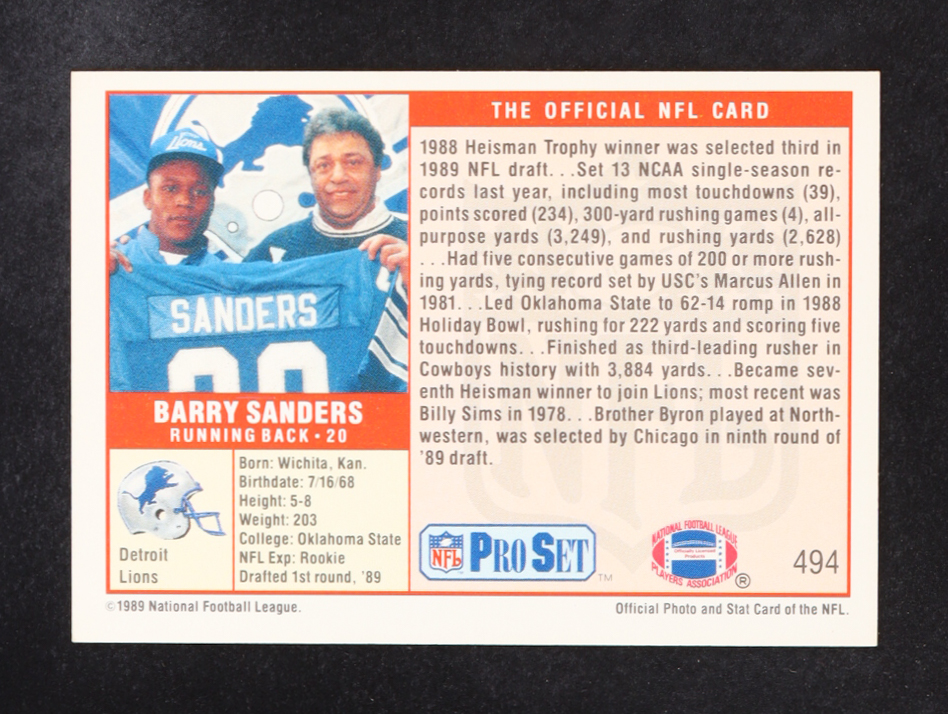 Lions
SANDERS
20
BARRY SANDERS
RUNNING BACK • 20
Detroit
Lions
Born: Wichita, Kan.
Birthdate: 7/16/68
Height: 5-8
Weight: 203
College: Oklahoma State
NFL Exp: Rookie
Drafted 1st round, '89
THE OFFICIAL NFL CARD
1988 Heisman Trophy winner was selected third in
1989 NFL draft. . .Set 13 NCAA single-season re-
cords last year, including most touchdowns (39),
points scored (234), 300-yard rushing games (4), all-
purpose yards (3,249), and rushing yards (2,628)
. . .Had five consecutive games of 200 or more rush-
ing yards, tying record set by USC's Marcus Allen in
1981. . .Led Oklahoma State to 62-14 romp in 1988
Holiday Bowl, rushing for 222 yards and scoring five
touchdowns. . .Finished as third-leading rusher in
Cowboys history with 3,884 yards. . .Became sev-
enth Heisman winner to join Lions; most recent was
Billy Sims in 1978. . .Brother Byron played at North-
western, was selected by Chicago in ninth round of
'89 draft.
NFL PRO SET TM
NATIONAL FOOTBALL LEAGUE
Officially Licensed
Products
PLAYERS ASSOCIATION ®
494
©1989 National Football League.
Official Photo and Stat Card of the NFL.